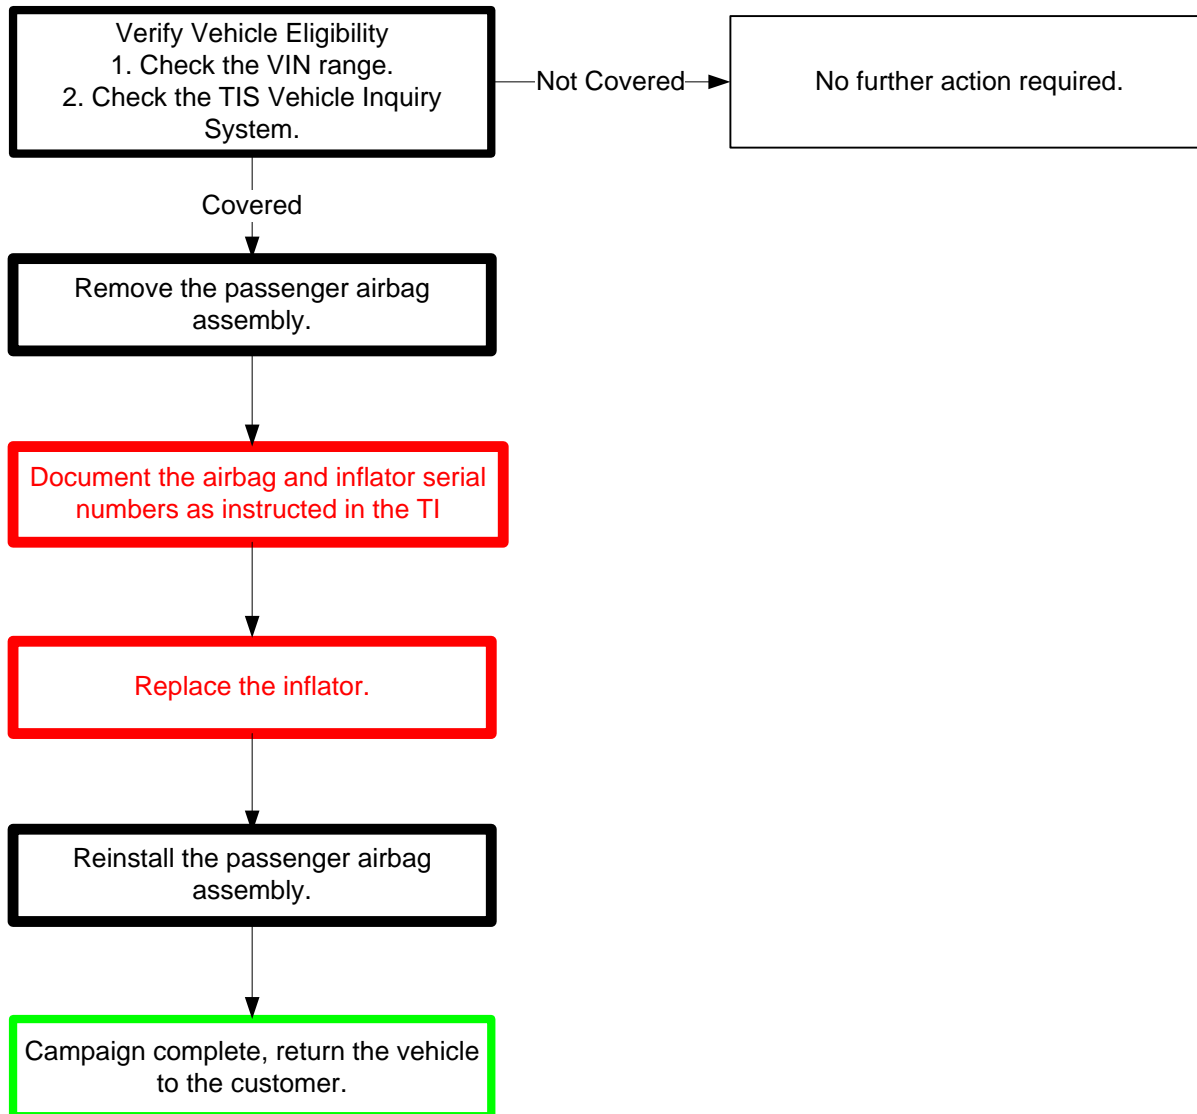 Verify Vehicle Eligibility
1. Check the VIN range.
2. Check the TIS Vehicle Inquiry
System.
Not Covered
No further action required.
Covered
Remove the passenger airbag
assembly.
Document the airbag and inflator serial
numbers as instructed in the TI
Replace the inflator.
Reinstall the passenger airbag
assembly.
Campaign complete, return the vehicle
to the customer.